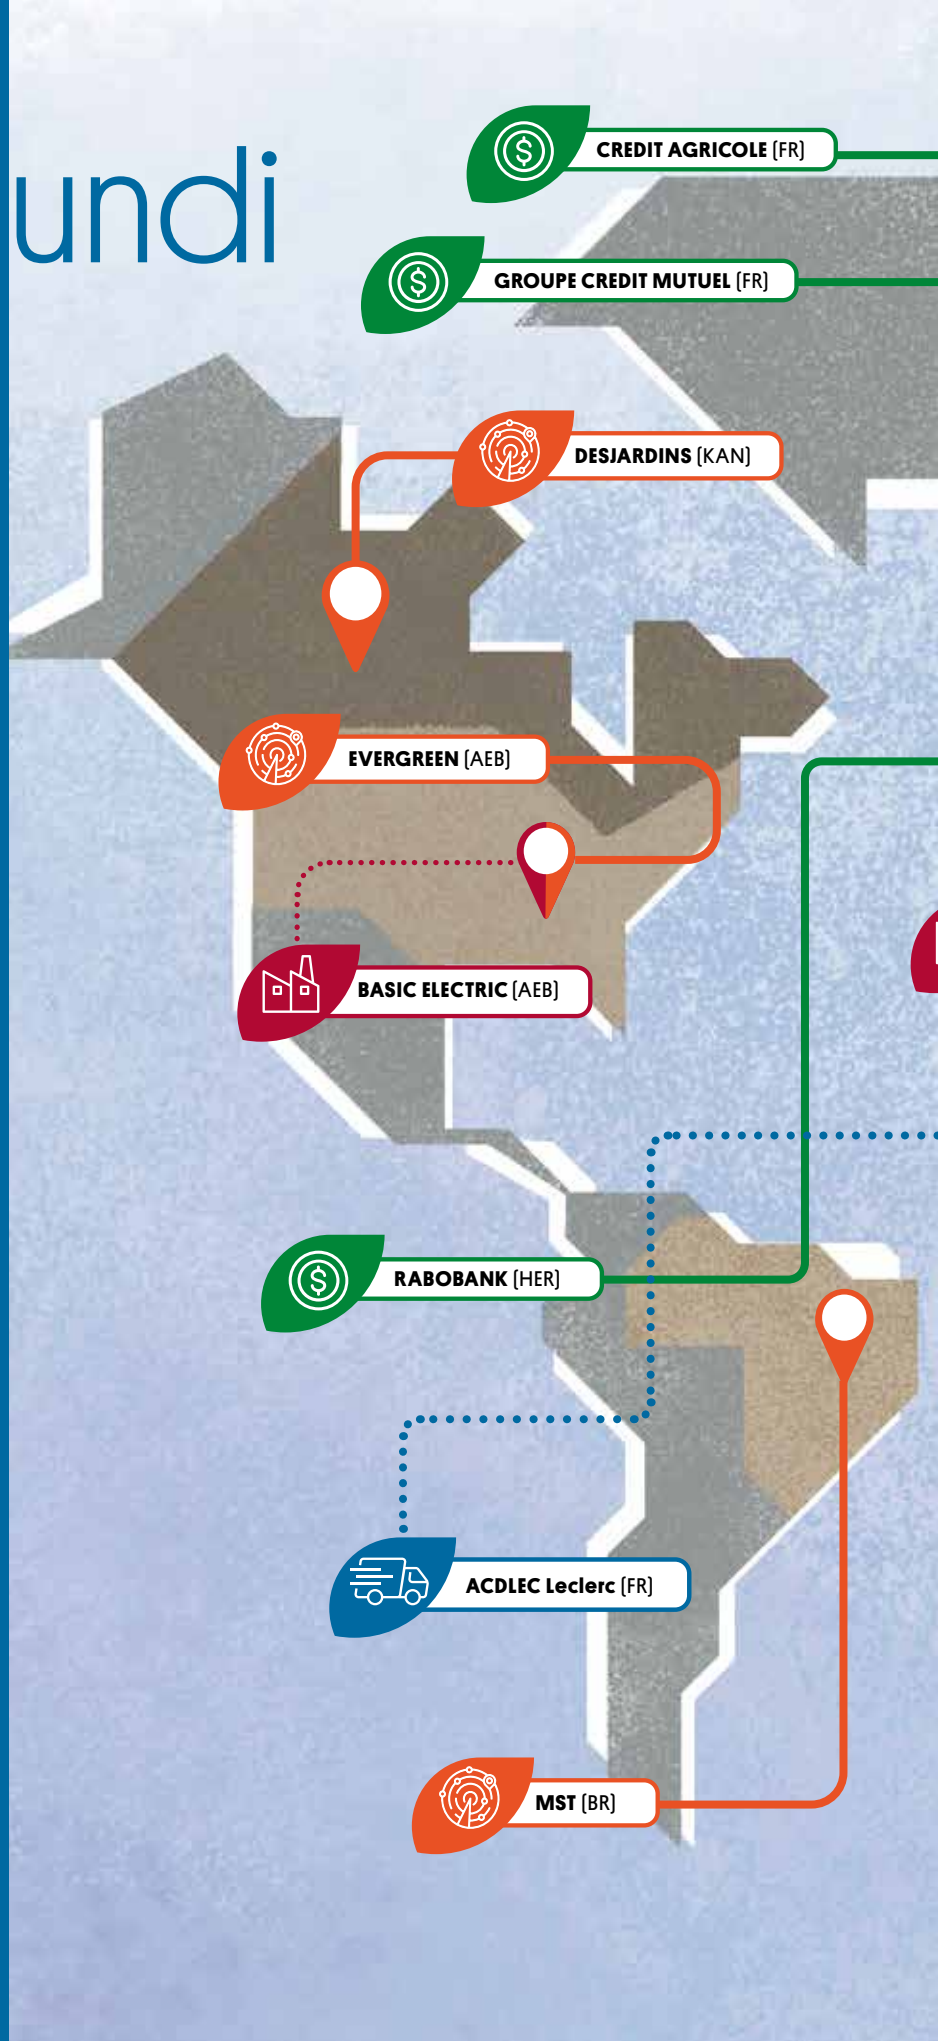 undi
CREDIT AGRICOLE (FR)
GROUPE CREDIT MUTUEL (FR)
DESJARDINS (KAN)
EVERGREEN (AEB)
BASIC ELECTRIC (AEB)
RABOBANK (HER)
ACDLEC Leclerc (FR)
MST (BR)